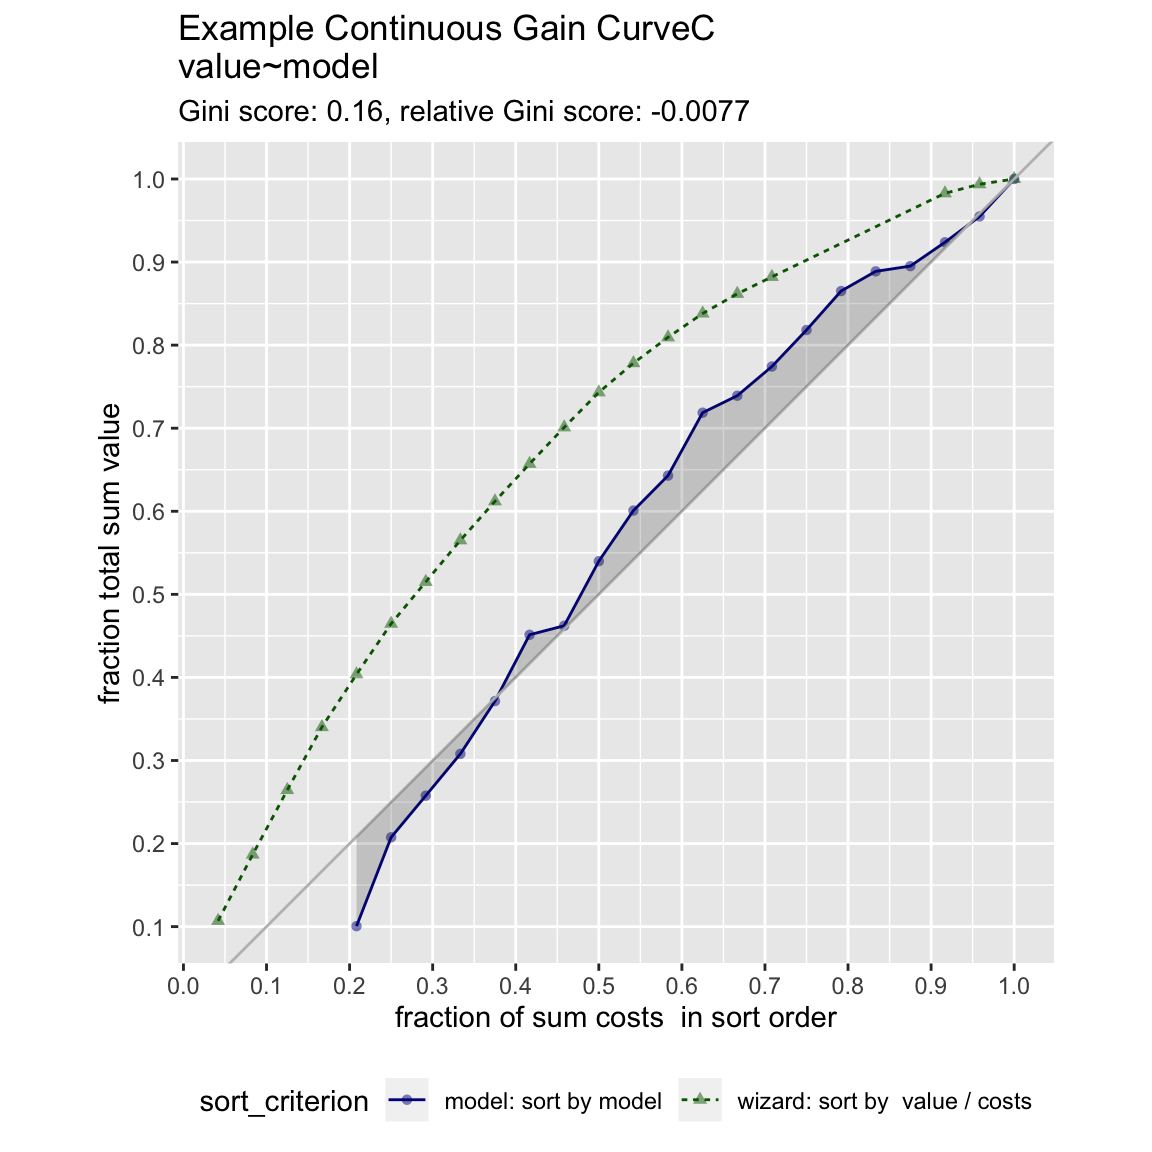 Example Continuous Gain CurveC
value~model
Gini score: 0.16, relative Gini score: -0.0077
1.0
0.9
0.8
0.7
0.6
0.5
0.4
0.3
0.2
0.1
fraction total sum value
0.0 0.1 0.2 0.3 0.4 0.5 0.6 0.7 0.8 0.9 1.0
fraction of sum costs  in sort order
sort_criterion model: sort by model wizard: sort by  value / costs